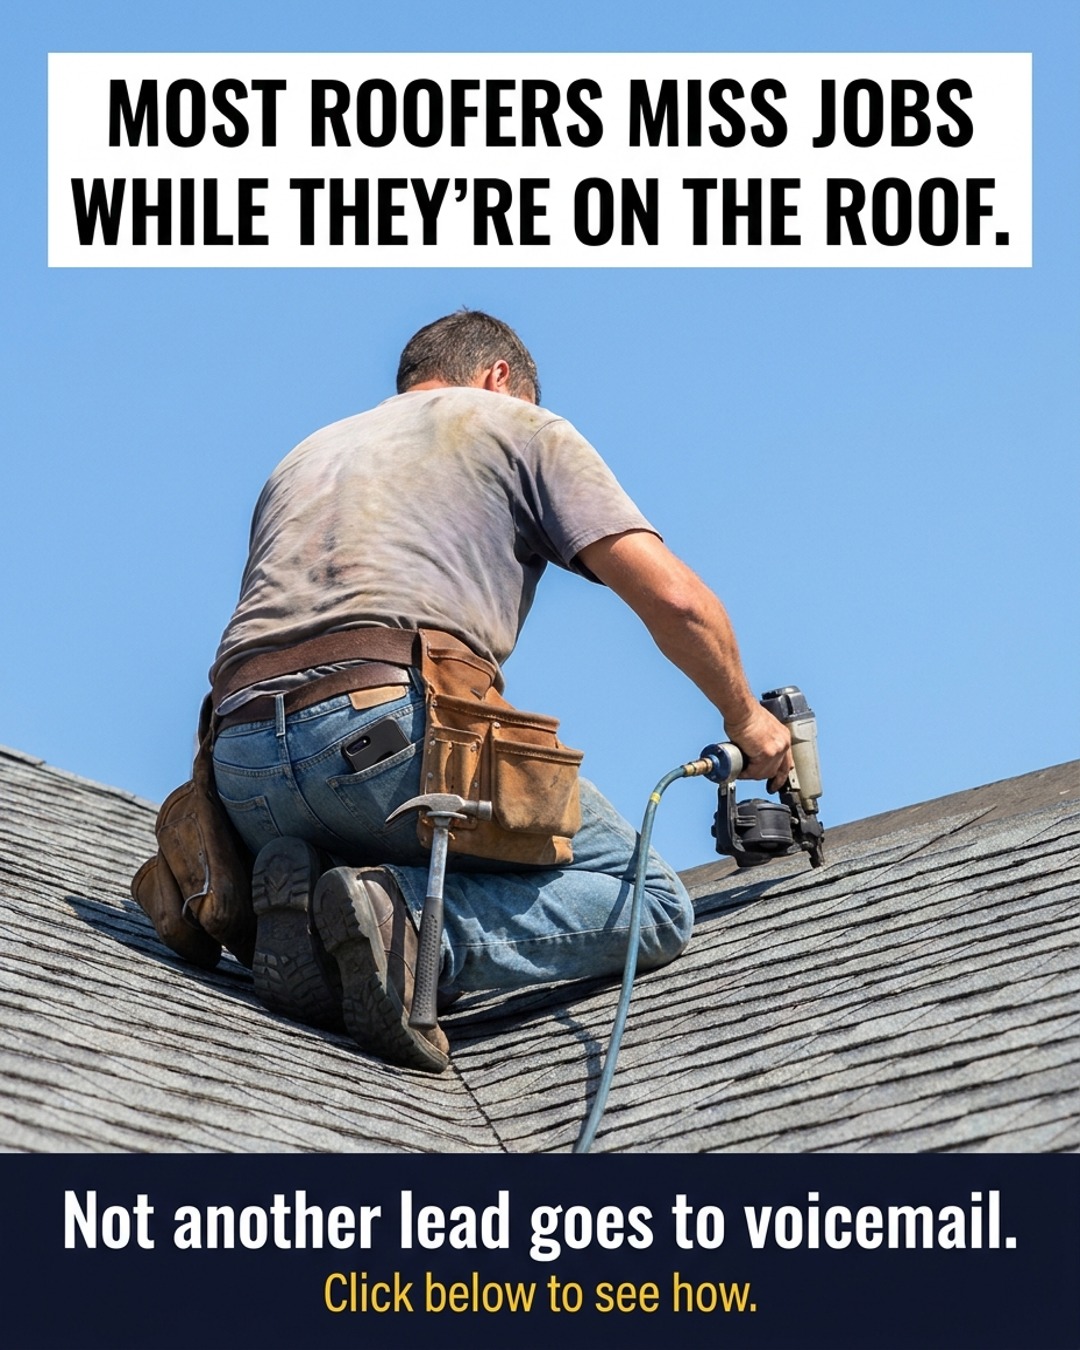 MOST ROOFERS MISS JOBS
WHILE THEY’RE ON THE ROOF.
Not another lead goes to voicemail.
Click below to see how.